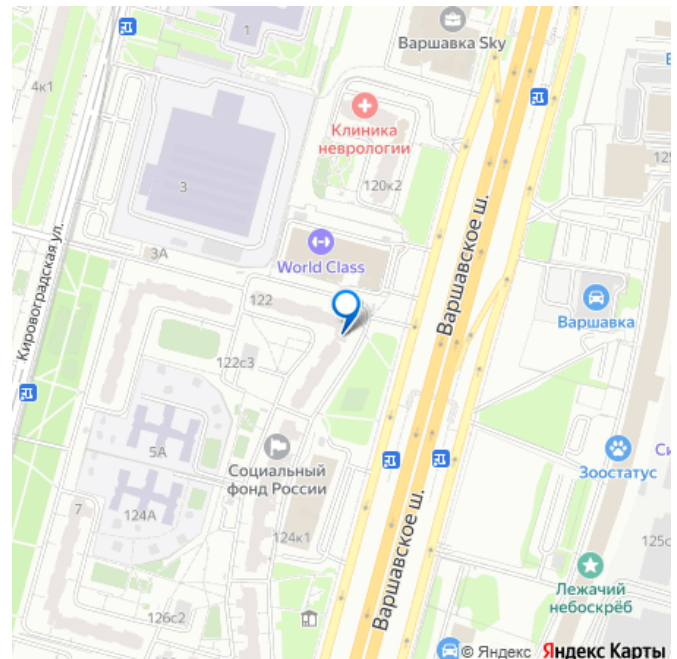 1
Варшавка Sky
4к1
Клиника
неврологии
125
3
120к2
Кировоградская ул.
Варшавское ш.
3А
World Class
122
Варшавка
122с3
5А
Социальный
фонд России
Зоостатус
Си
7
124А
124к1
Варшавское ш.
125с
Лежачий
небоскрёб
126с2
© Яндекс Яндекс Карты